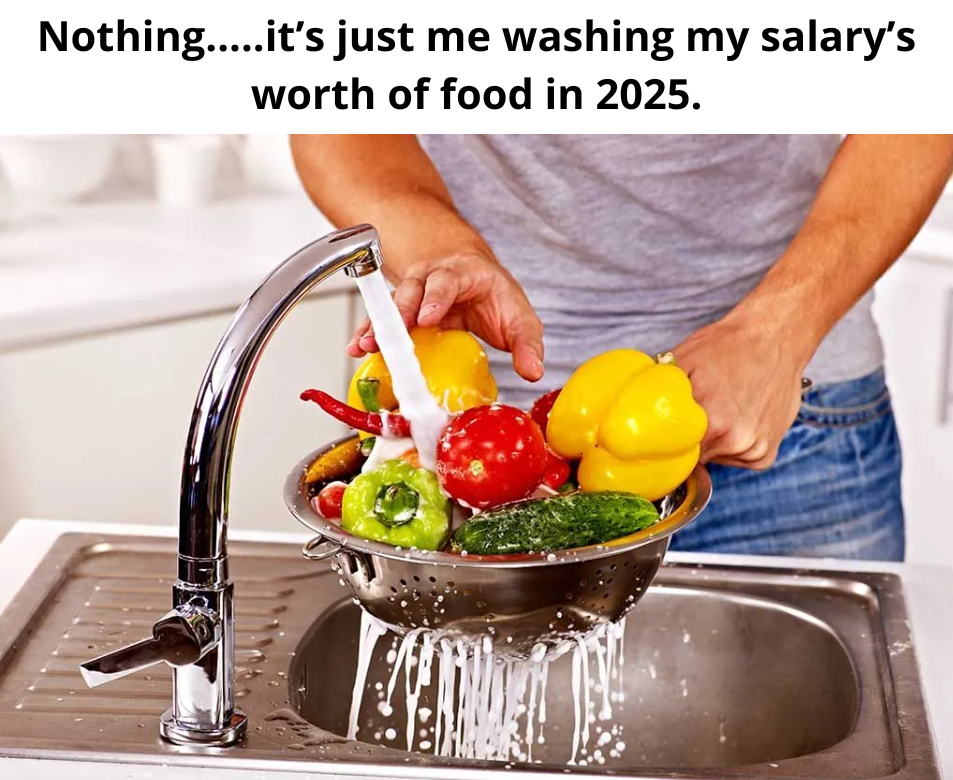 Nothing.....it’s just me washing my salary’s
worth of food in 2025.